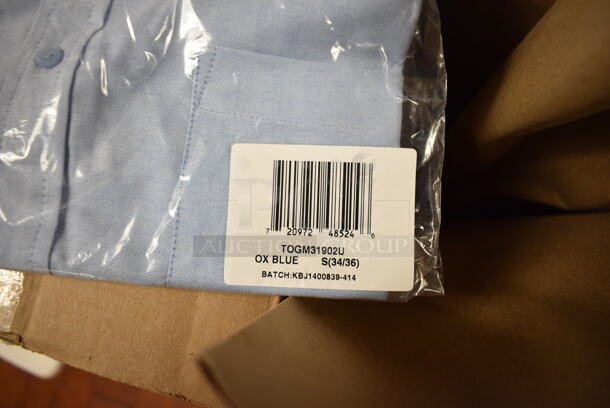 7 20972 48524 6
TOGM31902U
OX BLUE S(34/36)
BATCH:KBJ1400839-414
AUCTION GROUP